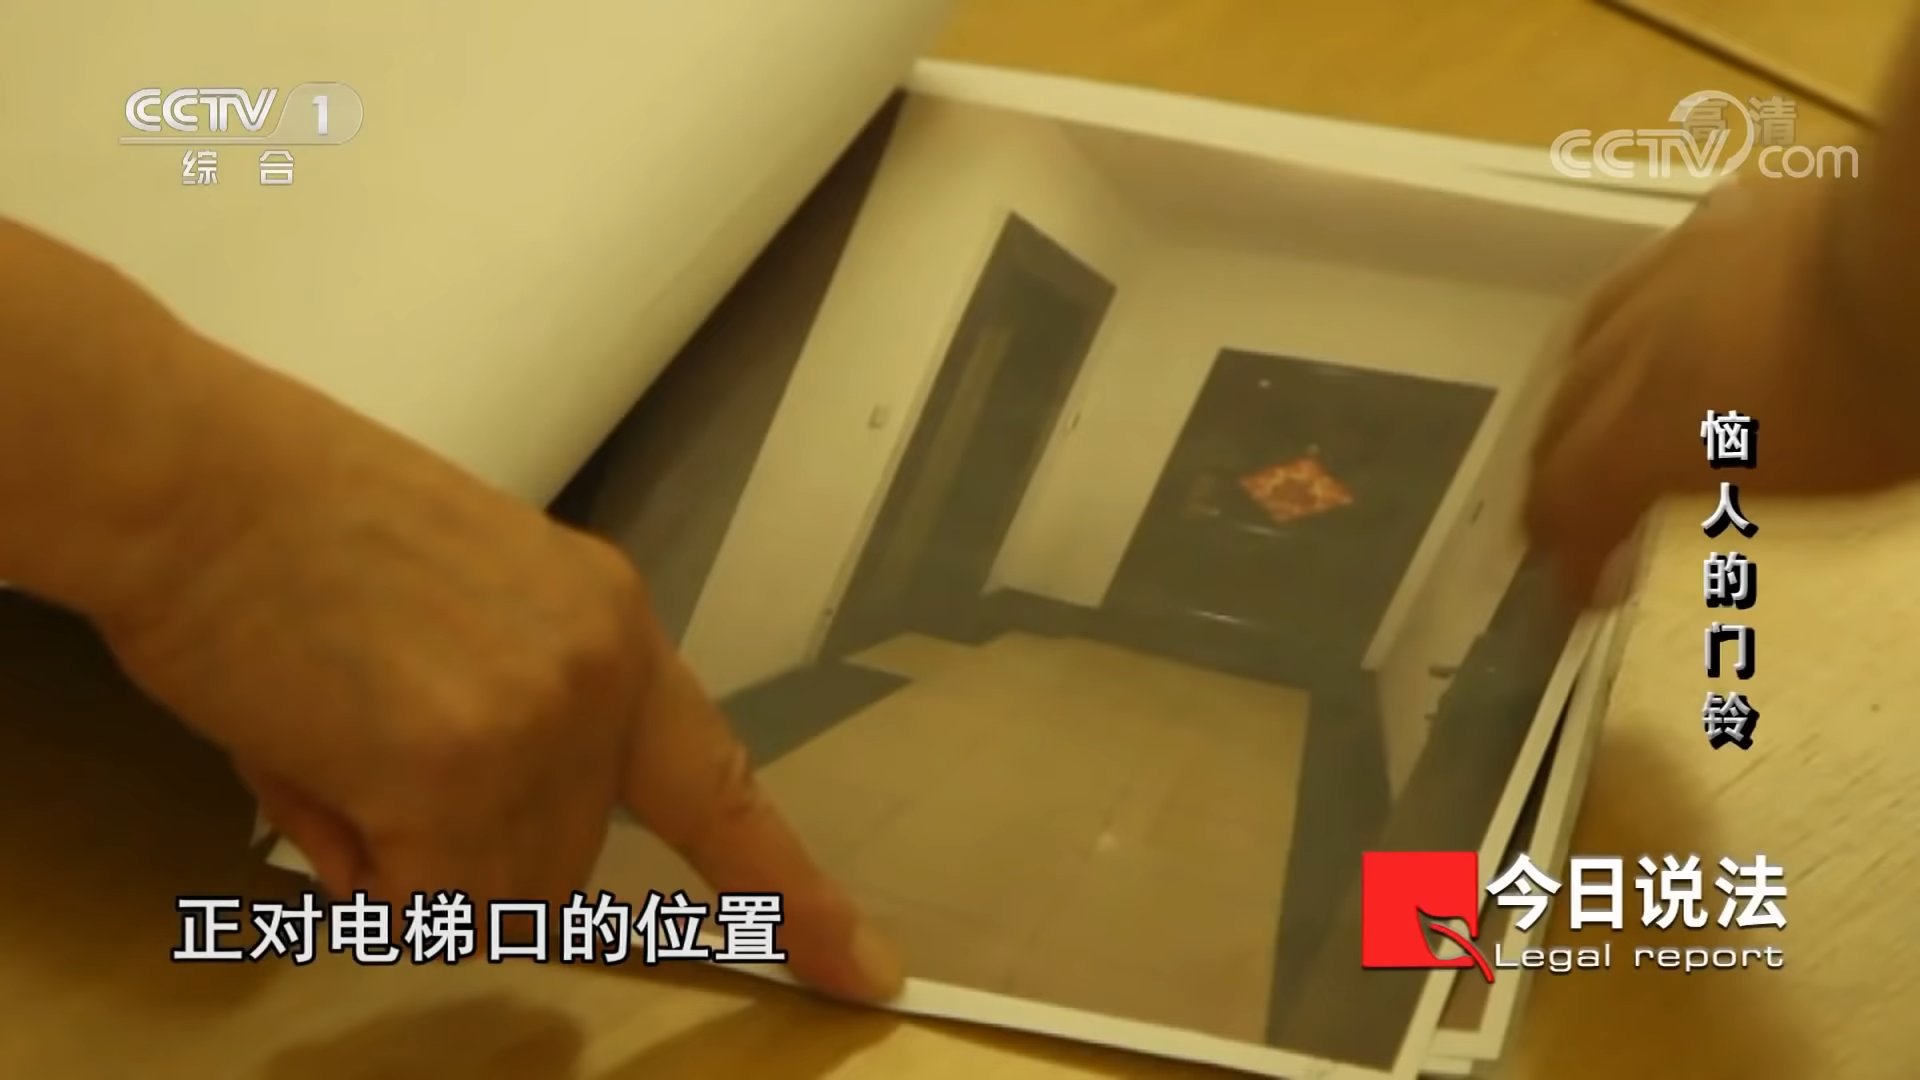 CCTV 1
综合
高清
CCTV.com
恼人的门铃
正对电梯口的位置
今日说法
Legal report